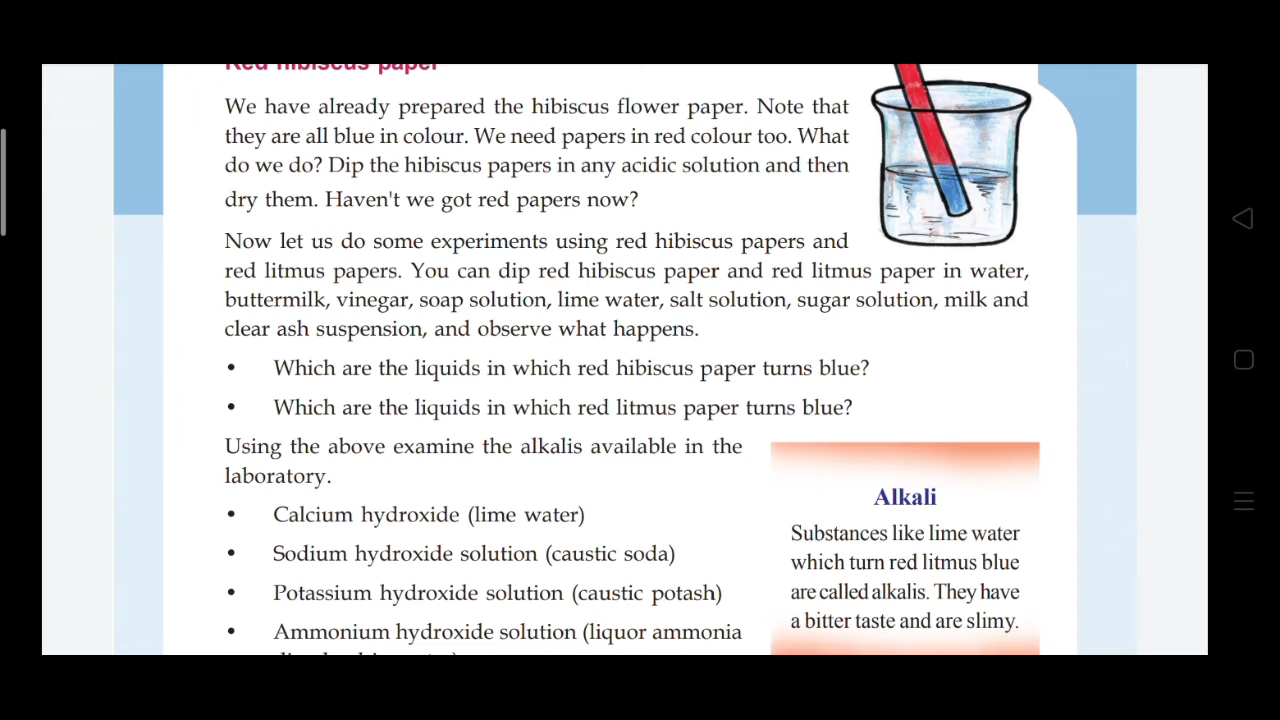 Red hibiscus paper
We have already prepared the hibiscus flower paper. Note that
they are all blue in colour. We need papers in red colour too. What
do we do? Dip the hibiscus papers in any acidic solution and then
dry them. Haven't we got red papers now?
Now let us do some experiments using red hibiscus papers and
red litmus papers. You can dip red hibiscus paper and red litmus paper in water,
buttermilk, vinegar, soap solution, lime water, salt solution, sugar solution, milk and
clear ash suspension, and observe what happens.
• Which are the liquids in which red hibiscus paper turns blue?
• Which are the liquids in which red litmus paper turns blue?
Using the above examine the alkalis available in the
laboratory.
• Calcium hydroxide (lime water)
• Sodium hydroxide solution (caustic soda)
• Potassium hydroxide solution (caustic potash)
• Ammonium hydroxide solution (liquor ammonia
Alkali
Substances like lime water
which turn red litmus blue
are called alkalis. They have
a bitter taste and are slimy.